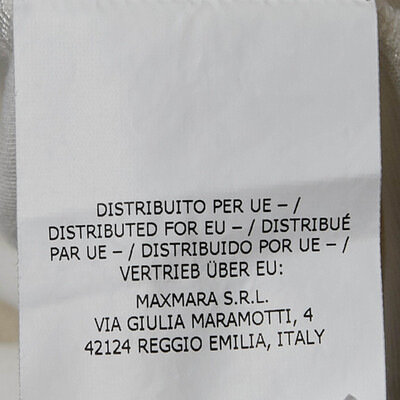 DISTRIBUITO PER UE – /
DISTRIBUTED FOR EU – / DISTRIBUÉ
PAR UE – / DISTRIBUIDO POR UE – /
VERTRIEB ÜBER EU:
MAXMARA S.R.L.
VIA GIULIA MARAMOTTI, 4
42124 REGGIO EMILIA, ITALY